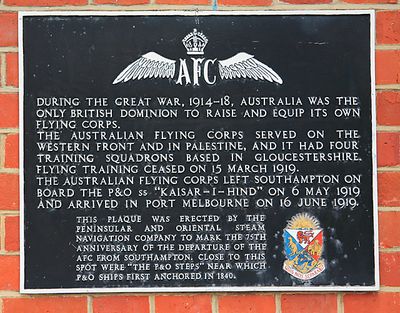 AFC
DURING THE GREAT WAR, 1914-18, AUSTRALIA WAS THE
ONLY BRITISH DOMINION TO RAISE AND EQUIP ITS OWN
FLYING CORPS.
THE AUSTRALIAN FLYING CORPS SERVED ON THE
WESTERN FRONT AND IN PALESTINE, AND IT HAD FOUR
TRAINING SQUADRONS BASED IN GLOUCESTERSHIRE.
FLYING TRAINING CEASED ON 15 MARCH 1919.
THE AUSTRALIAN FLYING CORPS LEFT SOUTHAMPTON ON
BOARD THE P&O ss "KAISAR-I-HIND" ON 6 MAY 1919
AND ARRIVED IN PORT MELBOURNE ON 16 JUNE 1919.
THIS PLAQUE WAS ERECTED BY THE
PENINSULAR AND ORIENTAL STEAM
NAVIGATION COMPANY TO MARK THE 75TH
ANNIVERSARY OF THE DEPARTURE OF THE
AFC FROM SOUTHAMPTON. CLOSE TO THIS
SPOT WERE "THE P&O STEPS" NEAR WHICH
P&O SHIPS FIRST ANCHORED IN 1840.